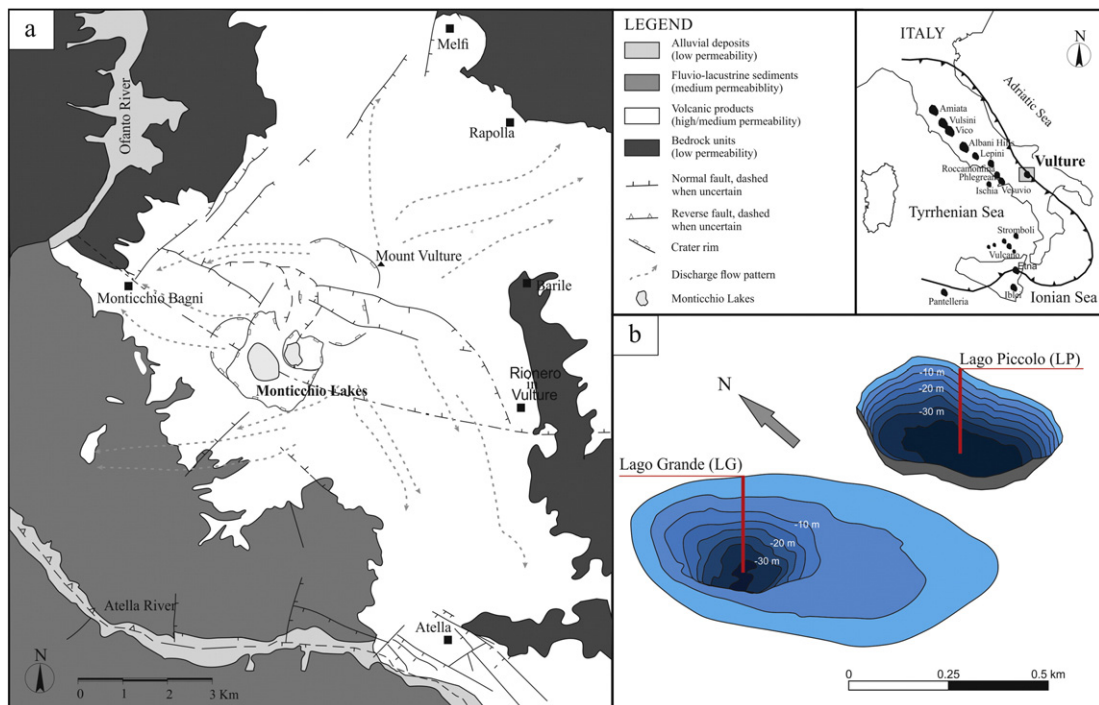 a
Melfi
Ofanto River
Rapolla
Mount Vulture
Monticchio Bagni
Barile
Monticchio Lakes
Rionero
in
Vulture
Atella River
Atella
N
0 1 2 3 Km
LEGEND
Alluvial deposits
(low permeability)
Fluvio-lacustrine sediments
(medium permeablity)
Volcanic products
(high/medium permeability)
Bedrock units
(low permeability)
Normal fault, dashed
when uncertain
Reverse fault, dashed
when uncertain
Crater rim
Discharge flow pattern
Monticchio Lakes
ITALY
N
Adriatic Sea
Amiata
Vulsini
Vico
Albani Hills
Lepini
Vulture
Roccamonfina
Phlegrean
Ischia
Vesuvio
Tyrrhenian Sea
Stromboli
Vulcano
Etna
Iblei
Ionian Sea
Pantelleria
b
N
Lago Piccolo (LP)
-10 m
-20 m
-30 m
Lago Grande (LG)
-10 m
-20 m
-30 m
0 0.25 0.5 km